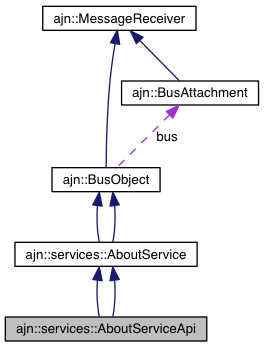 ajn::MessageReceiver
ajn::BusAttachment
bus
ajn::BusObject
ajn::services::AboutService
ajn::services::AboutServiceApi